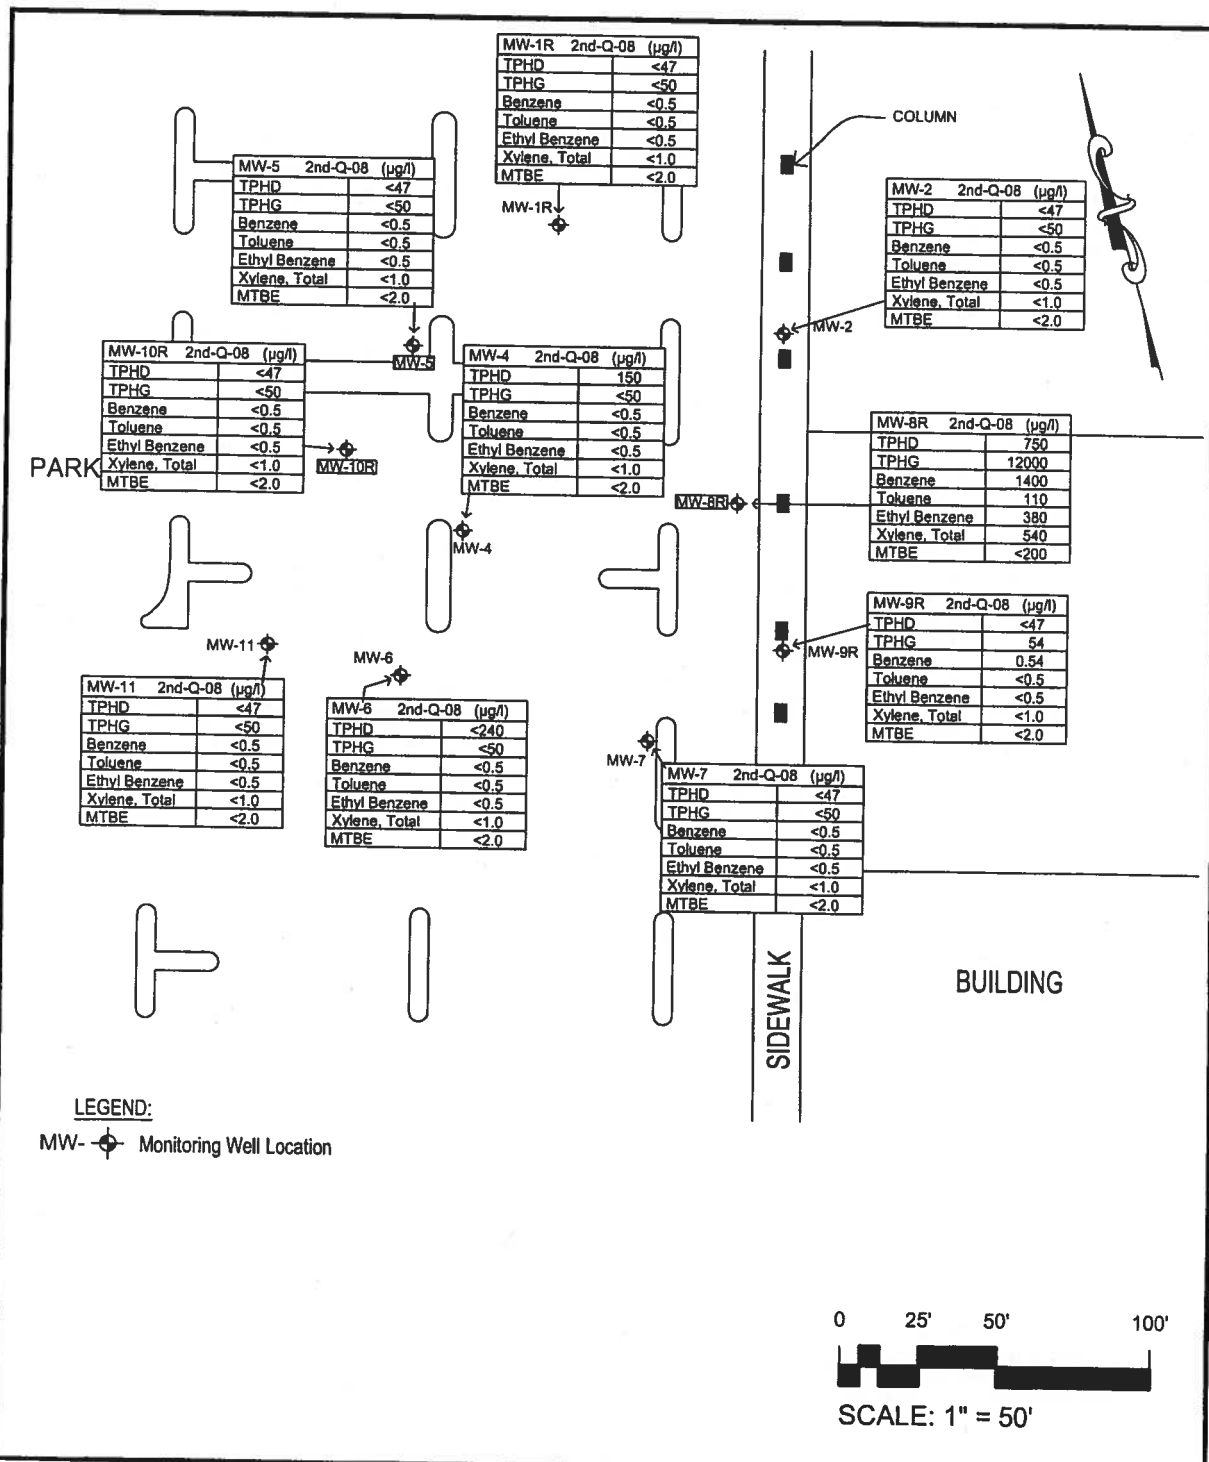 MW-1R 2nd-Q-08 (µg/l)
TPHD <47
TPHG <50
Benzene <0.5
Toluene <0.5
Ethyl Benzene <0.5
Xylene, Total <1.0
MTBE <2.0
MW-1R
COLUMN
MW-5 2nd-Q-08 (µg/l)
TPHD <47
TPHG <50
Benzene <0.5
Toluene <0.5
Ethyl Benzene <0.5
Xylene, Total <1.0
MTBE <2.0
MW-5
MW-2 2nd-Q-08 (µg/l)
TPHD <47
TPHG <50
Benzene <0.5
Toluene <0.5
Ethyl Benzene <0.5
Xylene, Total <1.0
MTBE <2.0
MW-2
MW-10R 2nd-Q-08 (µg/l)
TPHD <47
TPHG <50
Benzene <0.5
Toluene <0.5
Ethyl Benzene <0.5
Xylene, Total <1.0
MTBE <2.0
MW-10R
PARK
MW-4 2nd-Q-08 (µg/l)
TPHD 150
TPHG <50
Benzene <0.5
Toluene <0.5
Ethyl Benzene <0.5
Xylene, Total <1.0
MTBE <2.0
MW-4
MW-8R 2nd-Q-08 (µg/l)
TPHD 750
TPHG 12000
Benzene 1400
Toluene 110
Ethyl Benzene 380
Xylene, Total 540
MTBE <200
MW-8R
MW-9R 2nd-Q-08 (µg/l)
TPHD <47
TPHG 54
Benzene 0.54
Toluene <0.5
Ethyl Benzene <0.5
Xylene, Total <1.0
MTBE <2.0
MW-9R
MW-11
MW-11 2nd-Q-08 (µg/l)
TPHD <47
TPHG <50
Benzene <0.5
Toluene <0.5
Ethyl Benzene <0.5
Xylene, Total <1.0
MTBE <2.0
MW-6
MW-6 2nd-Q-08 (µg/l)
TPHD <240
TPHG <50
Benzene <0.5
Toluene <0.5
Ethyl Benzene <0.5
Xylene, Total <1.0
MTBE <2.0
MW-7
MW-7 2nd-Q-08 (µg/l)
TPHD <47
TPHG <50
Benzene <0.5
Toluene <0.5
Ethyl Benzene <0.5
Xylene, Total <1.0
MTBE <2.0
SIDEWALK
BUILDING
LEGEND:
MW- Monitoring Well Location
0 25' 50' 100'
SCALE: 1" = 50'